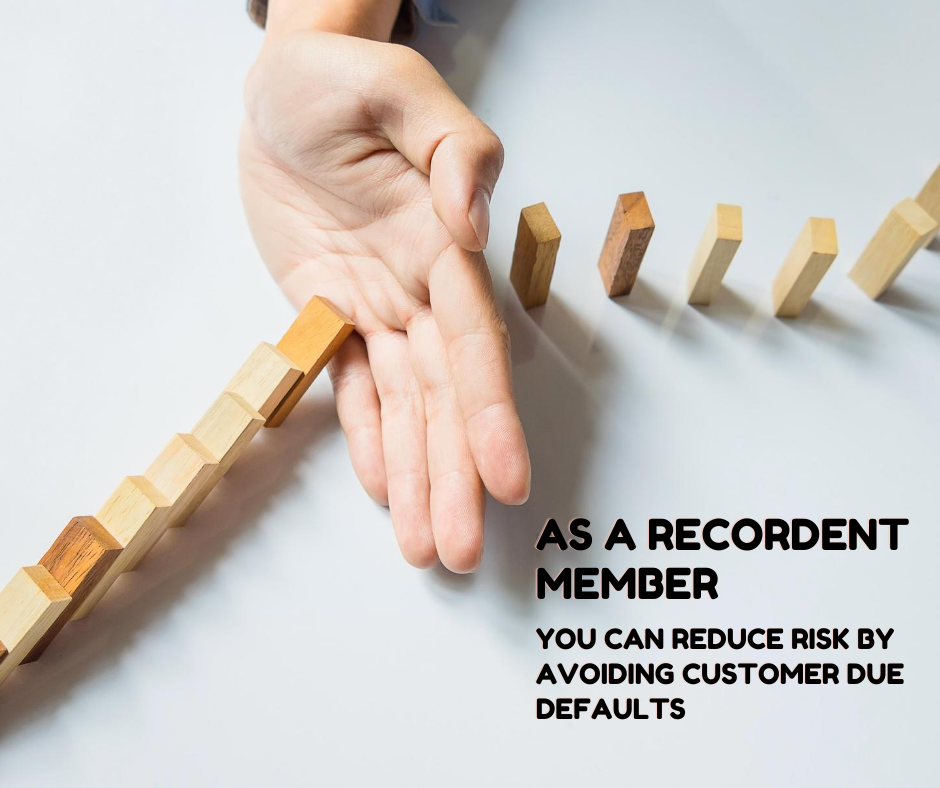 AS A RECORDENT
MEMBER
YOU CAN REDUCE RISK BY
AVOIDING CUSTOMER DUE
DEFAULTS